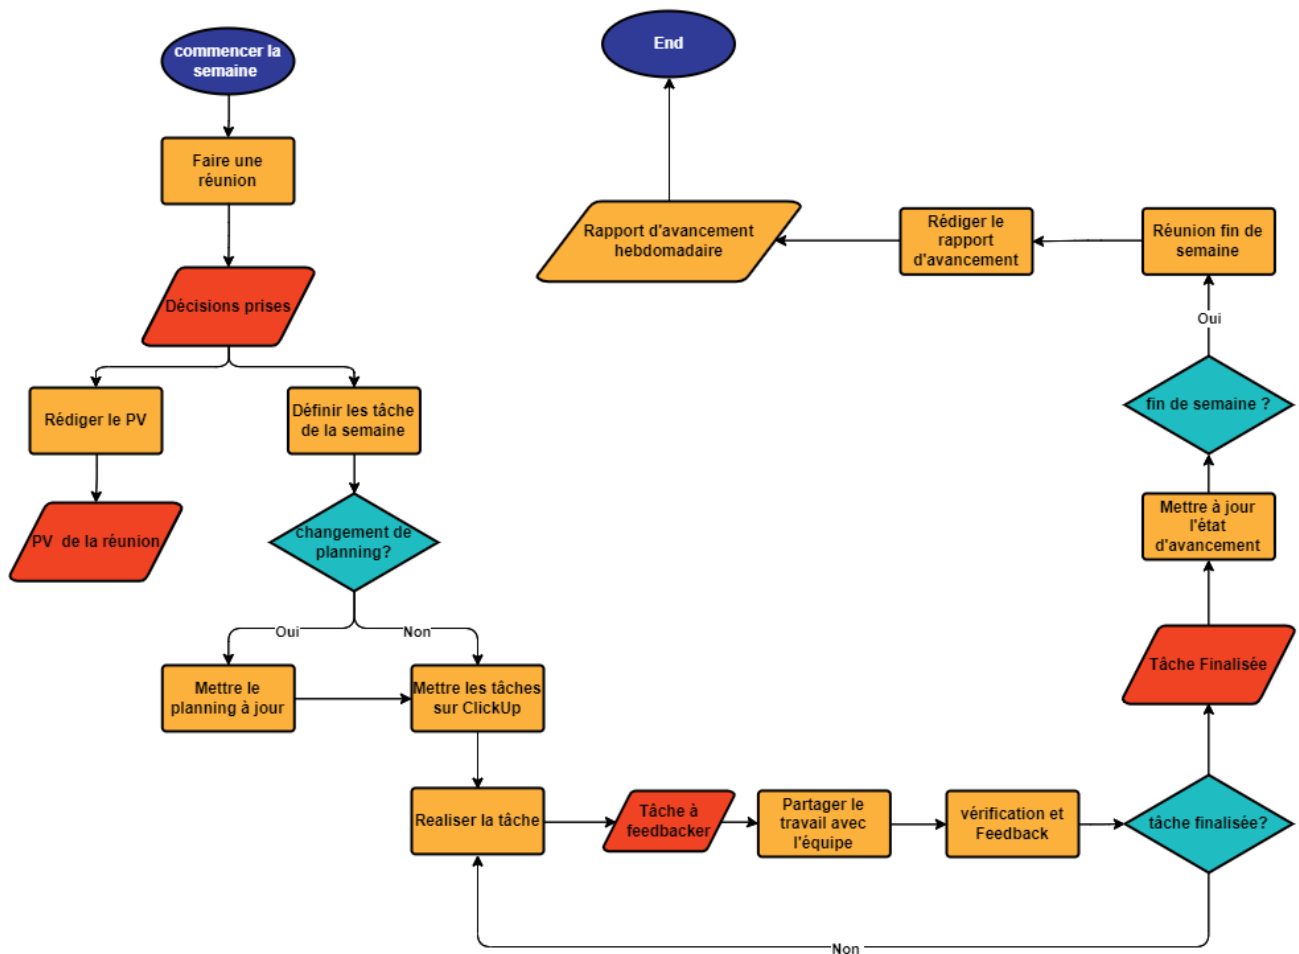 commencer la
semaine
Faire une
réunion
Décisions prises
Rédiger le PV
PV de la réunion
Définir les tâche
de la semaine
changement de
planning?
Oui
Non
Mettre le
planning à jour
Mettre les tâches
sur ClickUp
Realiser la tâche
Tâche à
feedbacker
Partager le
travail avec
l'équipe
vérification et
Feedback
tâche finalisée?
Non
Tâche Finalisée
Mettre à jour
l'état
d'avancement
fin de semaine ?
Oui
Réunion fin de
semaine
Rédiger le
rapport
d'avancement
Rapport d'avancement
hebdomadaire
End